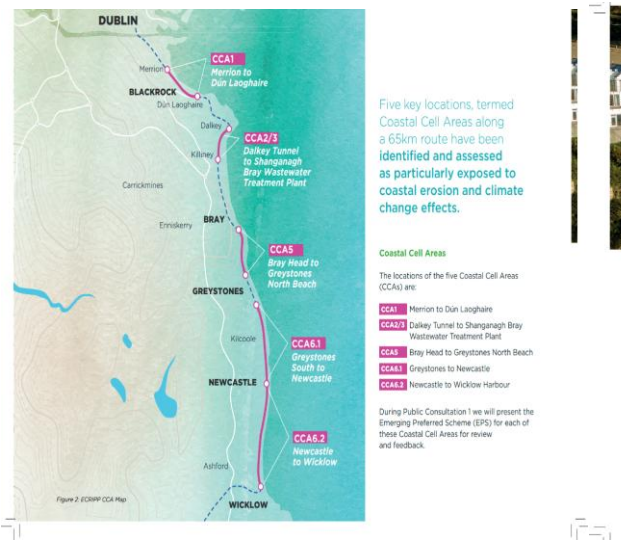 DUBLIN
CCA1
Merrion to
Dún Laoghaire
Merrion
BLACKROCK
Dún Laoghaire
Dalkey
CCA2/3
Dalkey Tunnel
to Shanganagh
Bray Wastewater
Treatment Plant
Killiney
Carrickmines
Enniskerry
BRAY
CCA5
Bray Head to
Greystones
North Beach
GREYSTONES
Kilcoole
CCA6.1
Greystones
South to
Newcastle
NEWCASTLE
CCA6.2
Newcastle
to Wicklow
Ashford
Figure 2: ECRIPP CCA Map
WICKLOW
Five key locations, termed
Coastal Cell Areas along
a 65km route have been
identified and assessed
as particularly exposed to
coastal erosion and climate
change effects.
Coastal Cell Areas
The locations of the five Coastal Cell Areas
(CCAs) are:
CCA1 Merrion to Dún Laoghaire
CCA2/3 Dalkey Tunnel to Shanganagh Bray
Wastewater Treatment Plant
CCA5 Bray Head to Greystones North Beach
CCA6.1 Greystones to Newcastle
CCA6.2 Newcastle to Wicklow Harbour
During Public Consultation 1 we will present the
Emerging Preferred Scheme (EPS) for each of
these Coastal Cell Areas for review
and feedback.